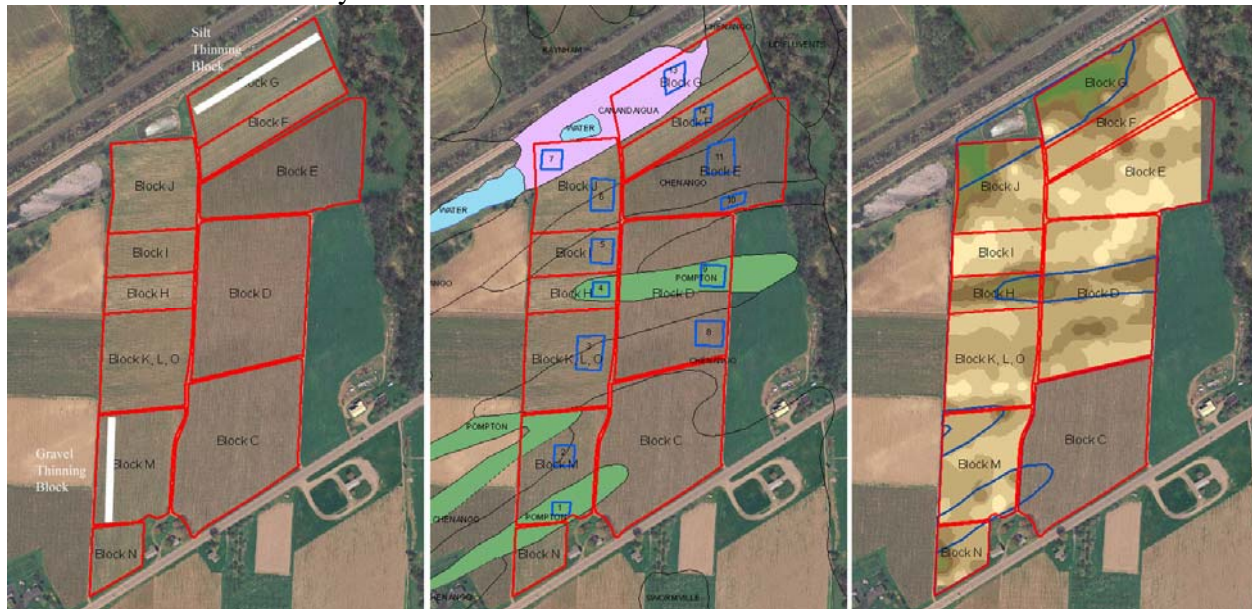 Silt
Thinning
Block
Block G
Block F
Block E
Block J
Block I
Block H
Block D
Block K, L, O
Block C
Gravel
Thinning
Block
Block M
Block N
CHENANGO
RAYNHAM
13
Block G
CANANDAIGUA
12
WATER
Block F
7
11
Block E
CHENANGO
Block J
6
10
WATER
5
9
POMPTON
4
Block H
Block D
8
3
CHENANGO
Block K, L, O
POMPTON
Block C
2
Block M
1
POMPTON
CHENANGO
Block N
Block G
Block F
Block E
Block J
Block I
Block H
Block D
Block K, L, O
Block C
Block M
Block N